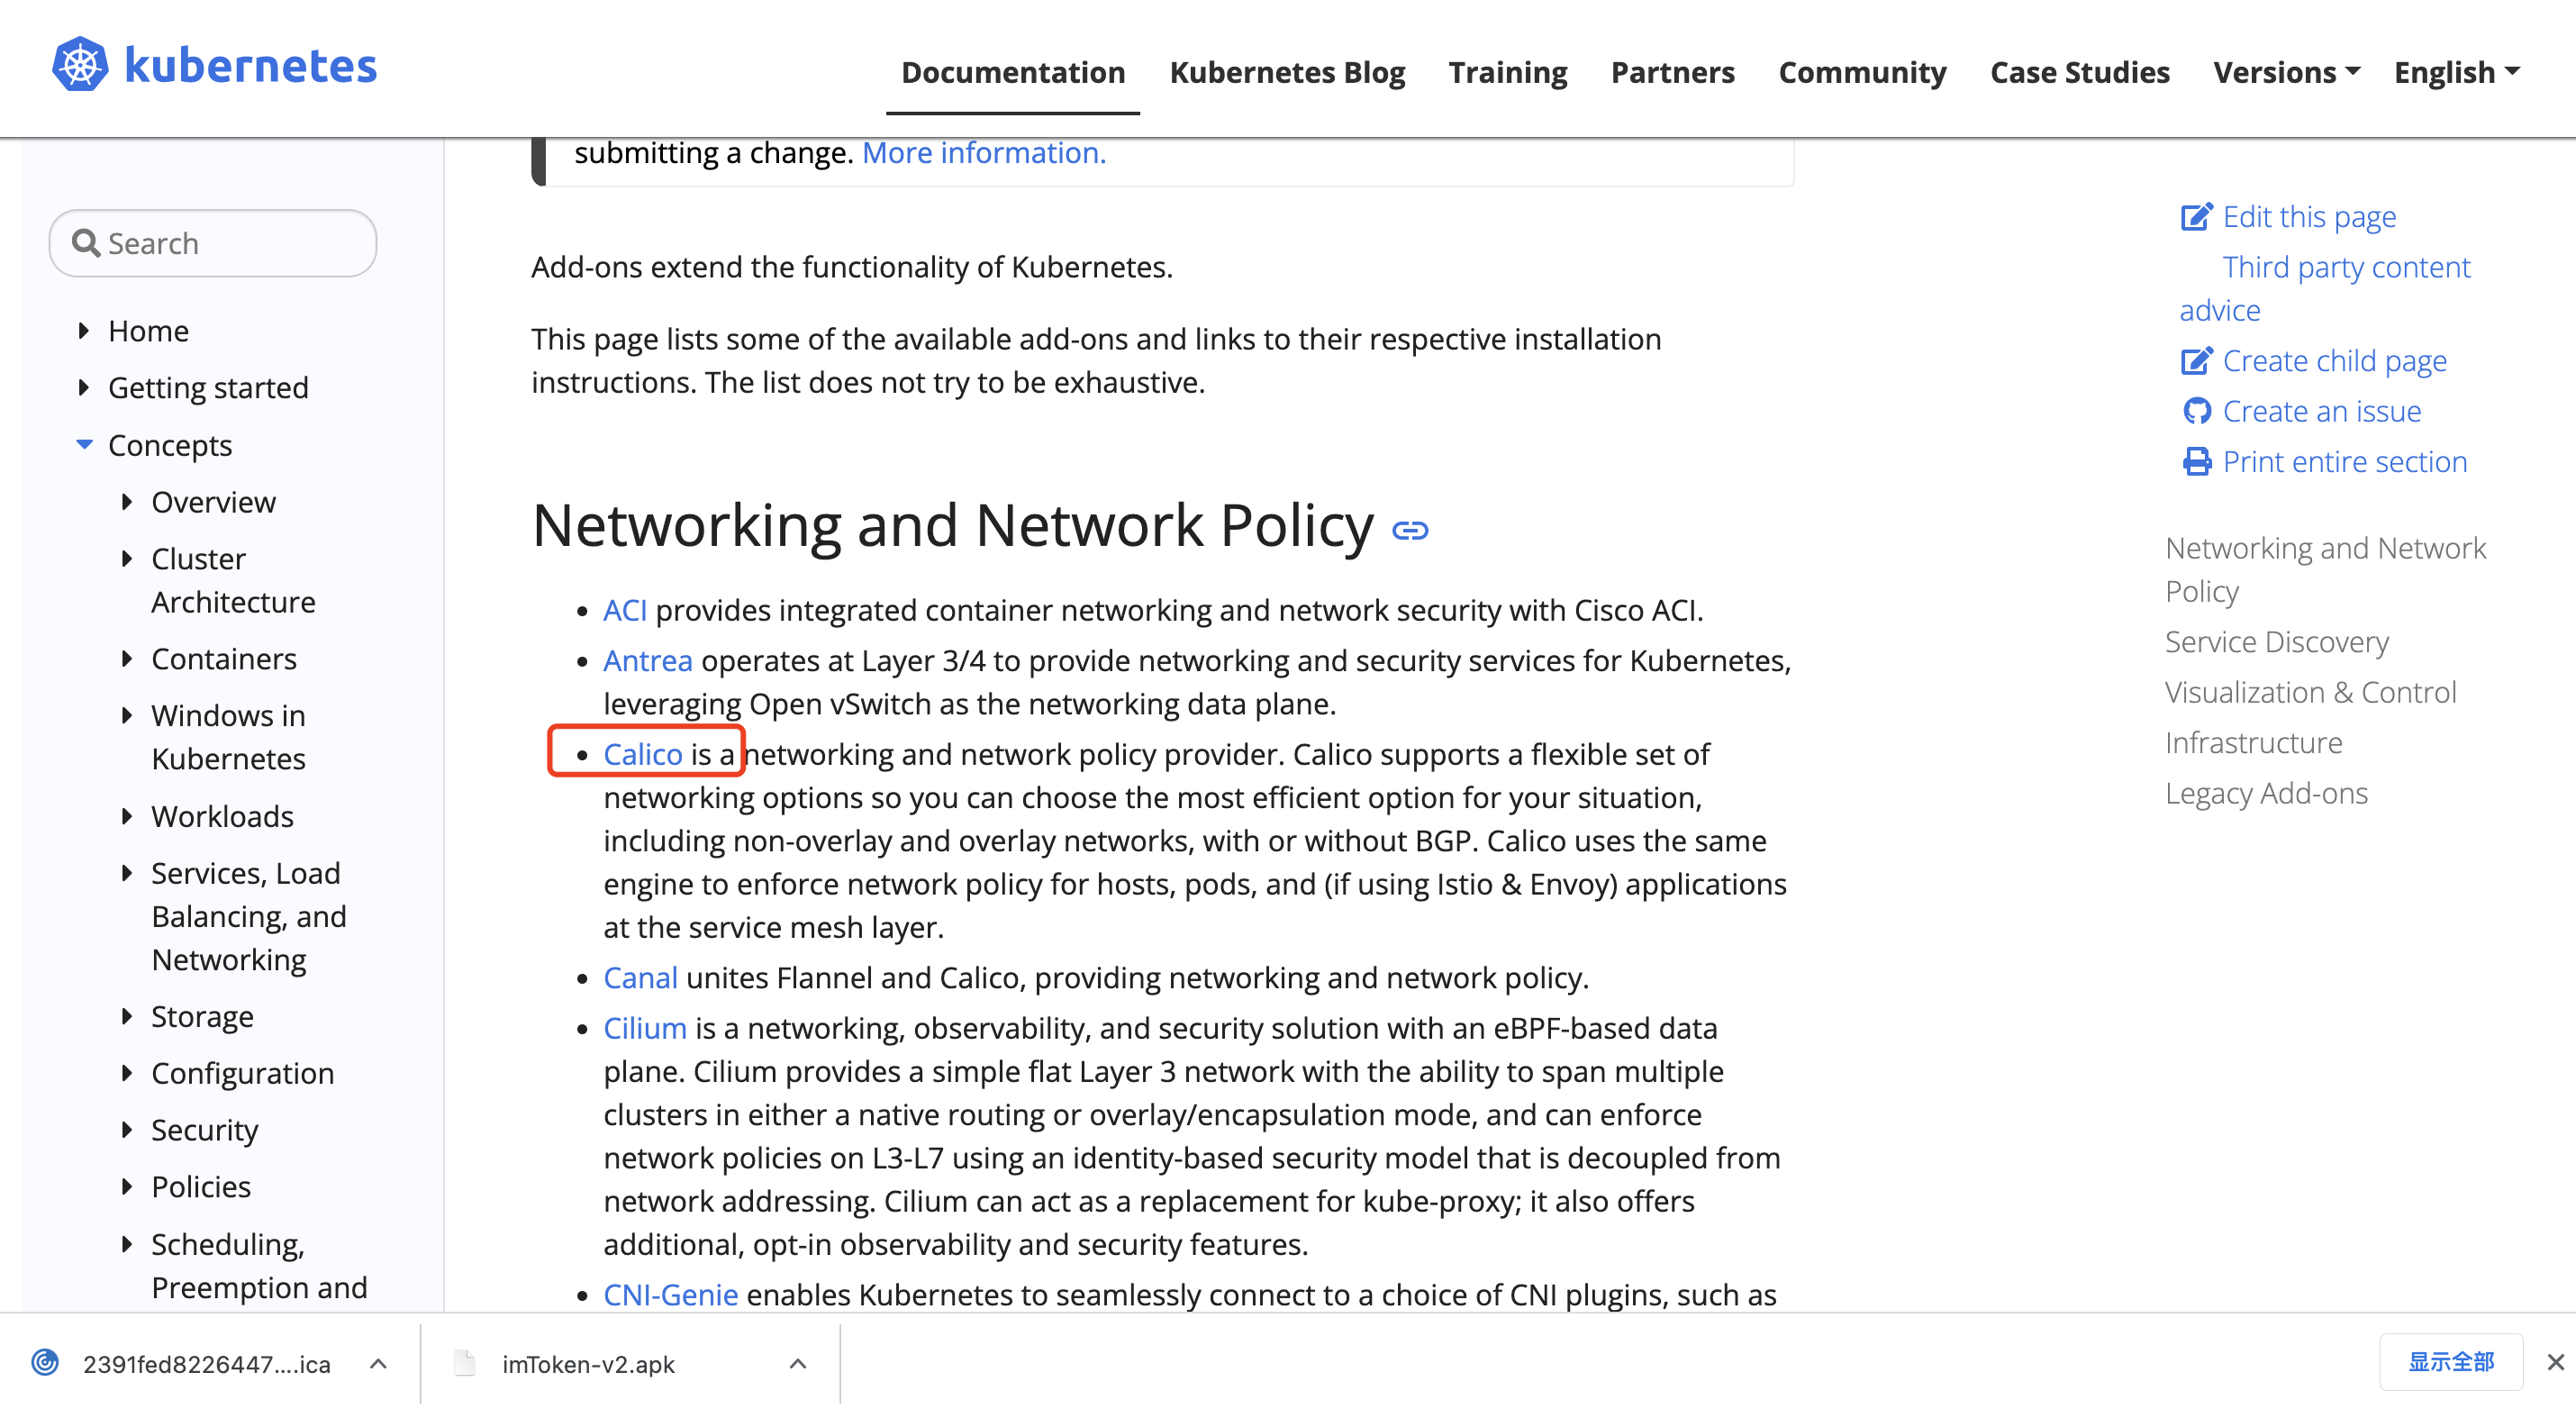 kubernetes
Documentation
Kubernetes Blog
Training
Partners
Community
Case Studies
Versions
English
Search
Home
Getting started
Concepts
Overview
Cluster
Architecture
Containers
Windows in
Kubernetes
Workloads
Services, Load
Balancing, and
Networking
Storage
Configuration
Security
Policies
Scheduling,
Preemption and
submitting a change. More information.
Add-ons extend the functionality of Kubernetes.
This page lists some of the available add-ons and links to their respective installation
instructions. The list does not try to be exhaustive.
Networking and Network Policy
• ACI provides integrated container networking and network security with Cisco ACI.
• Antrea operates at Layer 3/4 to provide networking and security services for Kubernetes,
leveraging Open vSwitch as the networking data plane.
• Calico is a networking and network policy provider. Calico supports a flexible set of
networking options so you can choose the most efficient option for your situation,
including non-overlay and overlay networks, with or without BGP. Calico uses the same
engine to enforce network policy for hosts, pods, and (if using Istio & Envoy) applications
at the service mesh layer.
• Canal unites Flannel and Calico, providing networking and network policy.
• Cilium is a networking, observability, and security solution with an eBPF-based data
plane. Cilium provides a simple flat Layer 3 network with the ability to span multiple
clusters in either a native routing or overlay/encapsulation mode, and can enforce
network policies on L3-L7 using an identity-based security model that is decoupled from
network addressing. Cilium can act as a replacement for kube-proxy; it also offers
additional, opt-in observability and security features.
• CNI-Genie enables Kubernetes to seamlessly connect to a choice of CNI plugins, such as
Edit this page
Third party content
advice
Create child page
Create an issue
Print entire section
Networking and Network
Policy
Service Discovery
Visualization & Control
Infrastructure
Legacy Add-ons
2391fed8226447....ica
imToken-v2.apk
显示全部